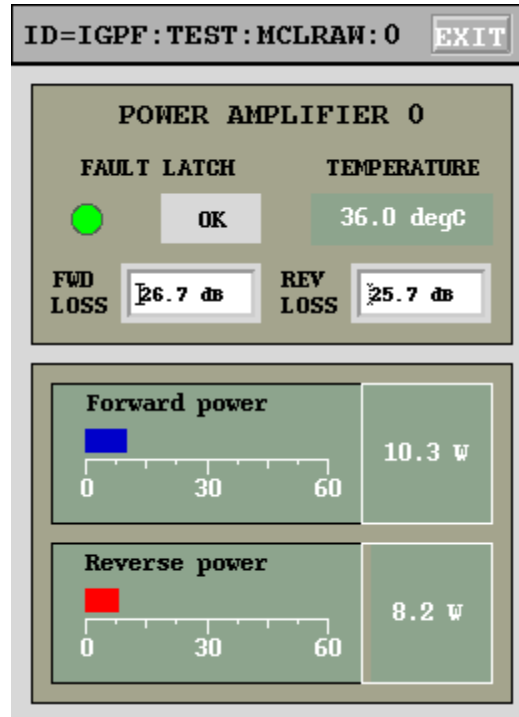 ID=IGPF:TEST:MCLRAW:0 EXIT
POWER AMPLIFIER 0
FAULT LATCH TEMPERATURE
OK 36.0 degC
FWD LOSS 26.7 dB REV LOSS 25.7 dB
Forward power
10.3 W
0 30 60
Reverse power
8.2 W
0 30 60